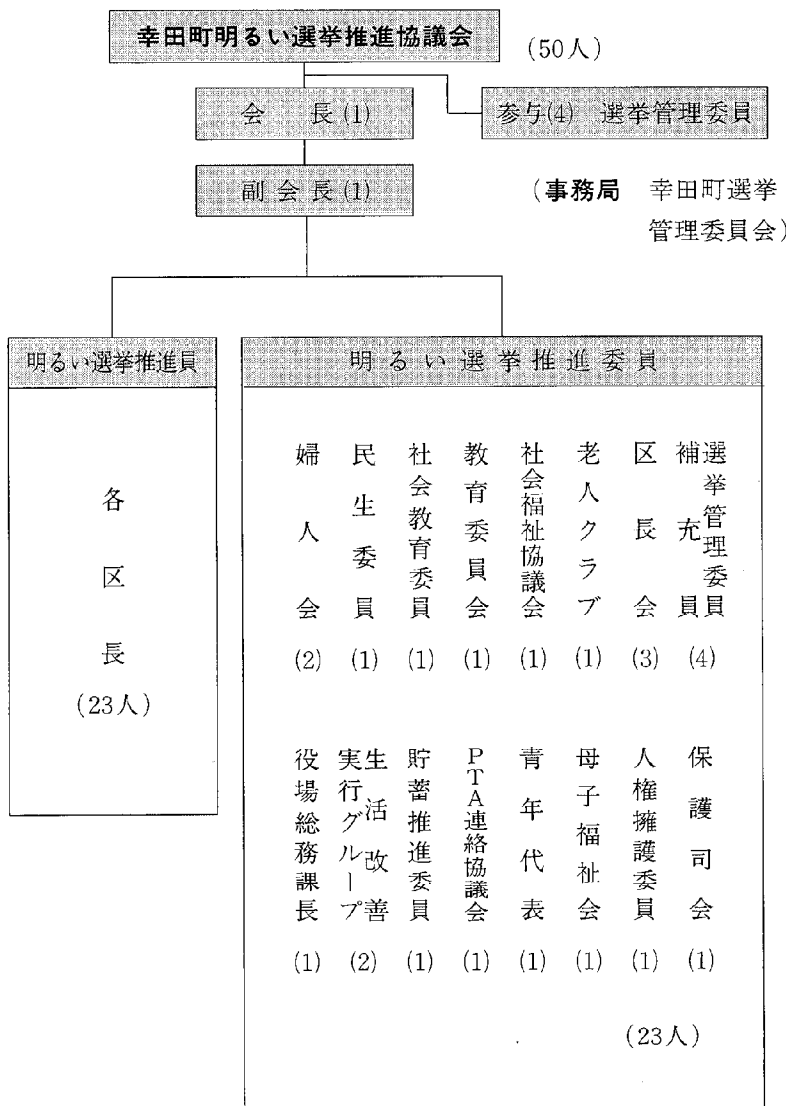 幸田町明るい選挙推進協議会
(50人)
会長(1)
参与(4) 選挙管理委員
副会長(1)
(事務局 幸田町選挙
管理委員会)
明るい選挙推進員
各区長
(23人)
明るい選挙推進委員
選挙管理委員
補充員
(4)
区長会
(3)
老人クラブ
(1)
社会福祉協議会
(1)
教育委員会
(1)
社会教育委員
(1)
民生委員
(1)
婦人会
(2)
保護司会
(1)
人権擁護委員
(1)
母子福祉会
(1)
青年代表
(1)
PTA連絡協議会
(1)
貯蓄推進委員
(1)
生活改善
実行グループ
(2)
役場総務課長
(1)
(23人)